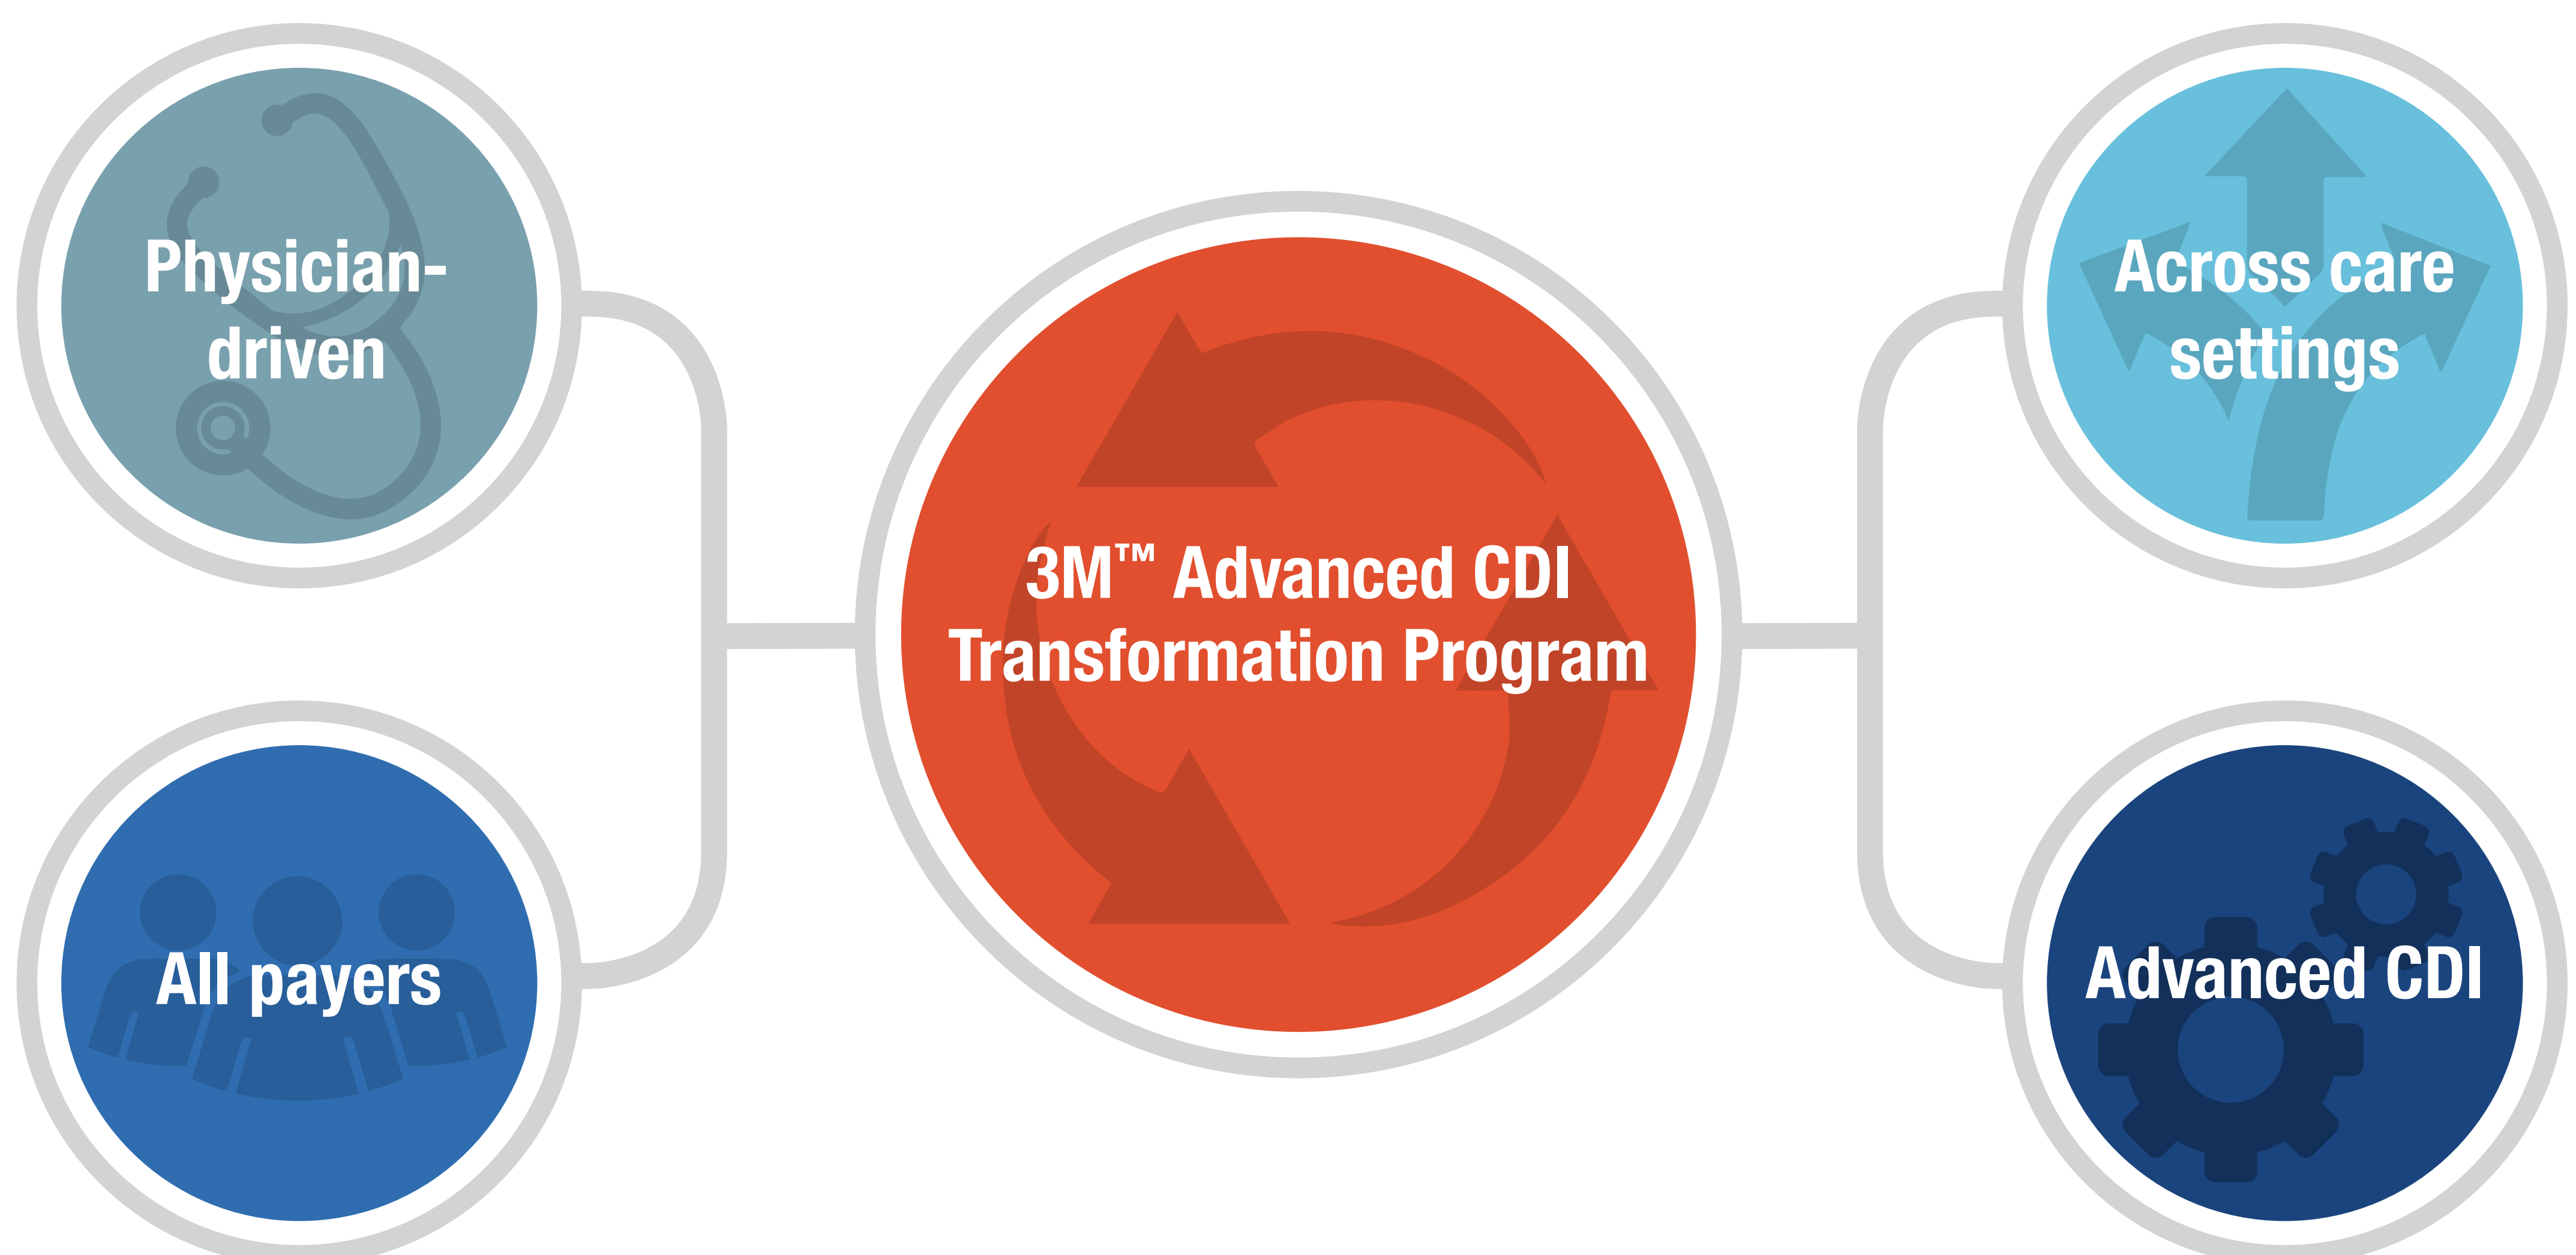 Physician-
driven
All payers
3M™ Advanced CDI
Transformation Program
Across care
settings
Advanced CDI